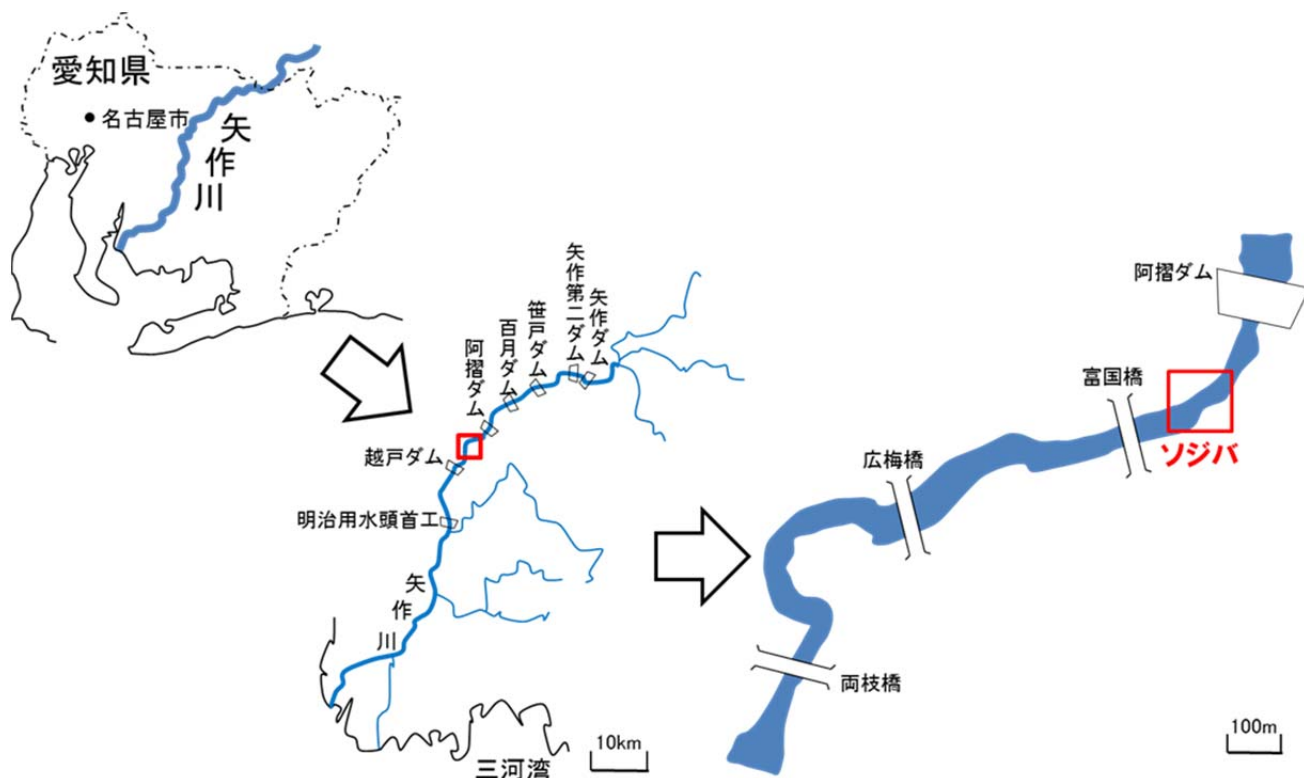 愛知県
名古屋市
矢作川
矢作ダム
矢作第二ダム
笹戸ダム
百月ダム
阿摺ダム
越戸ダム
明治用水頭首工
矢作川
三河湾
10km
阿摺ダム
富国橋
ソジバ
広梅橋
両枝橋
100m